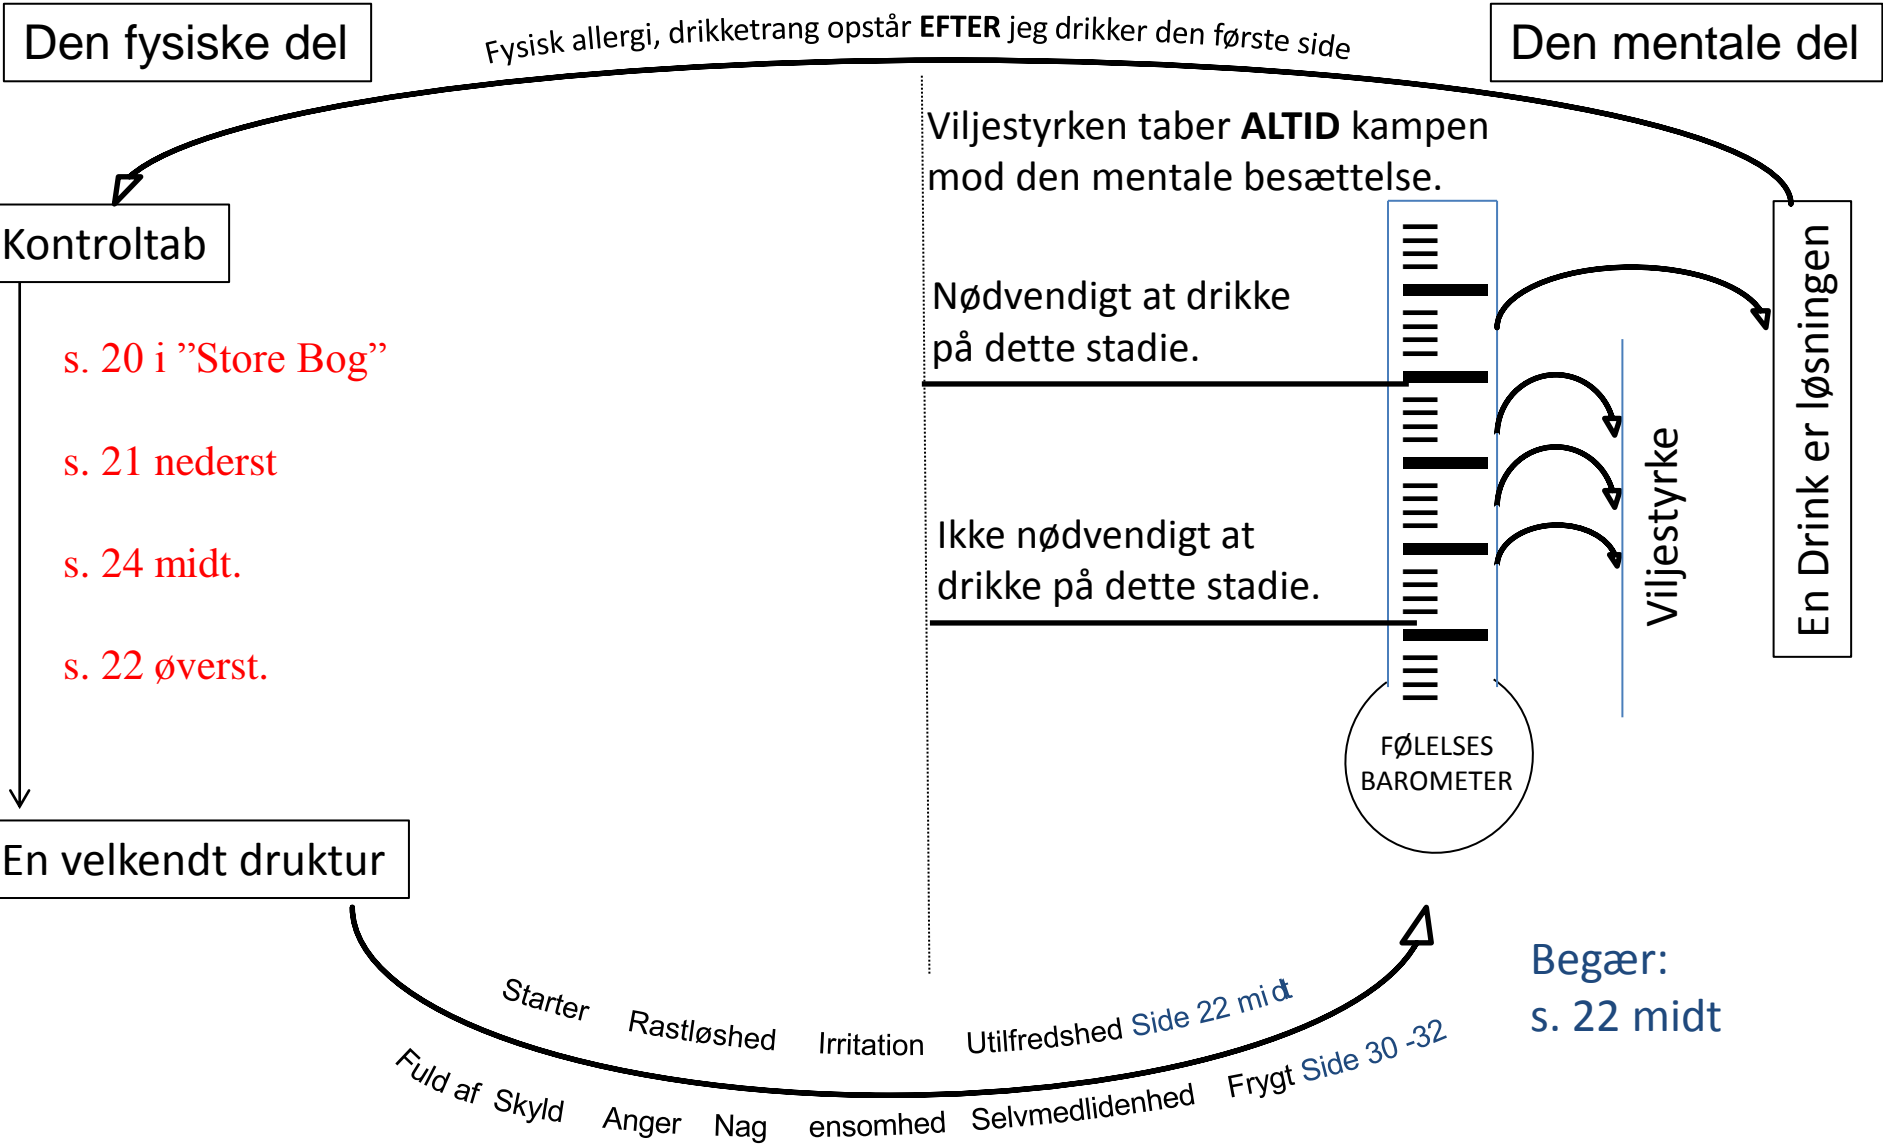 Den fysiske del
Fysisk allergi, drikketrang opstår EFTER jeg drikker den første side
Den mentale del
Viljestyrken taber ALTID kampen
mod den mentale besættelse.
Kontroltab
Nødvendigt at drikke
på dette stadie.
s. 20 i ”Store Bog”
s. 21 nederst
s. 24 midt.
s. 22 øverst.
Ikke nødvendigt at
drikke på dette stadie.
Viljestyrke
En Drink er løsningen
FØLELSES
BAROMETER
En velkendt druktur
Begær:
s. 22 midt
Starter Rastløshed Irritation Utilfredshed Side 22 midt
Fuld af Skyld Anger Nag ensomhed Selvmedlidenhed Frygt Side 30 -32